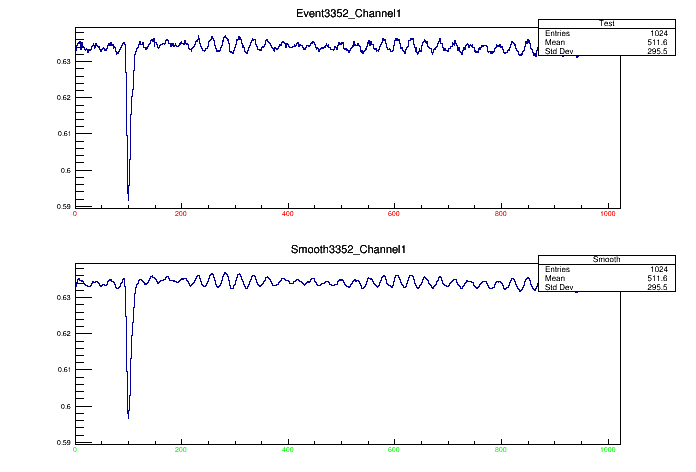 Event3352_Channel1
Test
Entries 1024
Mean 511.6
Std Dev 295.5
0.63
0.62
0.61
0.6
0.59
0 200 400 600 800 1000
Smooth3352_Channel1
Smooth
Entries 1024
Mean 511.6
Std Dev 295.5
0.63
0.62
0.61
0.6
0.59
0 200 400 600 800 1000